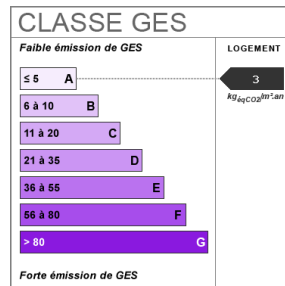 CLASSE GES
Faible émission de GES
LOGEMENT
≤ 5 A
3
kgéqCO2/m².an
6 à 10 B
11 à 20 C
21 à 35 D
36 à 55 E
56 à 80 F
> 80 G
Forte émission de GES